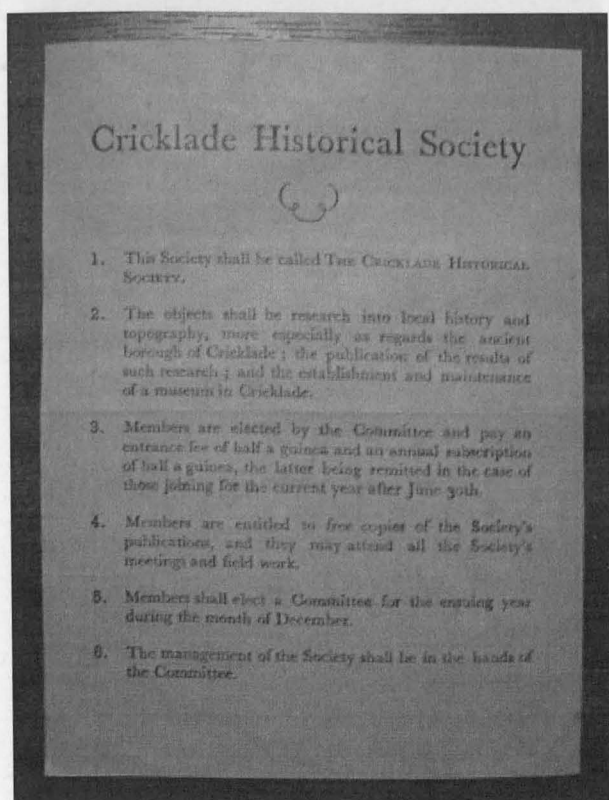 Cricklade Historical Society
1. This Society shall be called THE CRICKLADE HISTORICAL
SOCIETY.
2. The objects shall be research into local history and
topography, more especially as regards the ancient
borough of Cricklade ; the publication of the results of
such research ; and the establishment and maintenance
of a museum in Cricklade.
3. Members are elected by the Committee and pay an
entrance fee of half a guinea and an annual subscription
of half a guinea, the latter being remitted in the case of
those joining for the current year after June 30th.
4. Members are entitled to free copies of the Society's
publications, and they may attend all the Society's
meetings and field work.
5. Members shall elect a Committee for the ensuing year
during the month of December.
6. The management of the Society shall be in the hands of
the Committee.